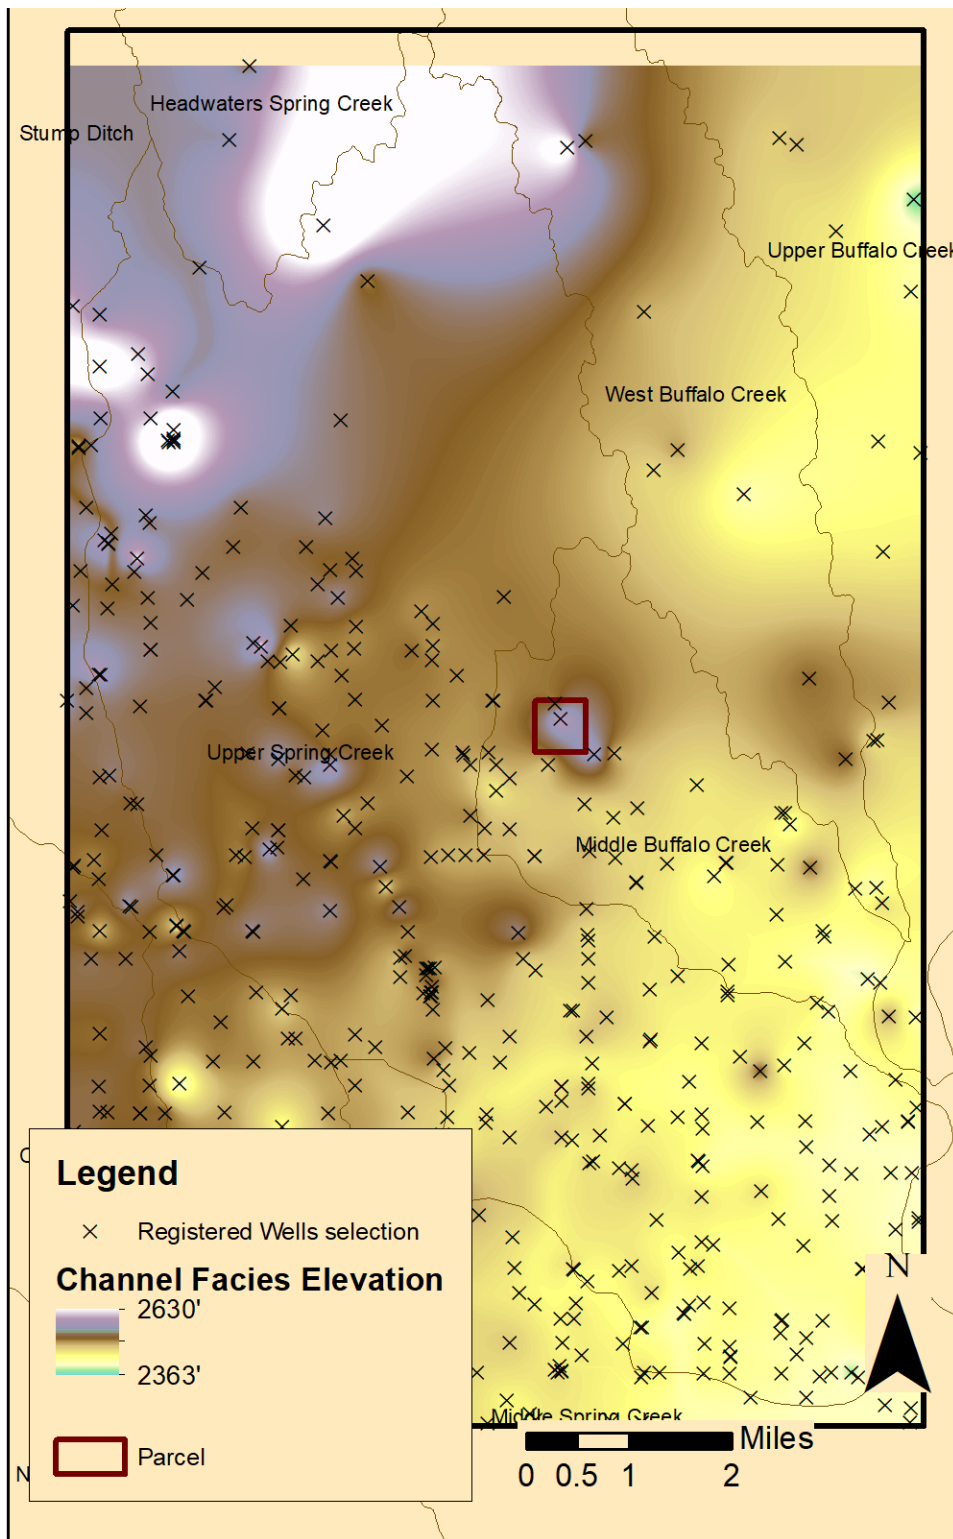 Headwaters Spring Creek
Stump Ditch
Upper Buffalo Creek
West Buffalo Creek
Upper Spring Creek
Middle Buffalo Creek
Legend
Registered Wells selection
Channel Facies Elevation
2630'
2363'
Parcel
N
Middle Spring Creek
Miles
0 0.5 1 2
N